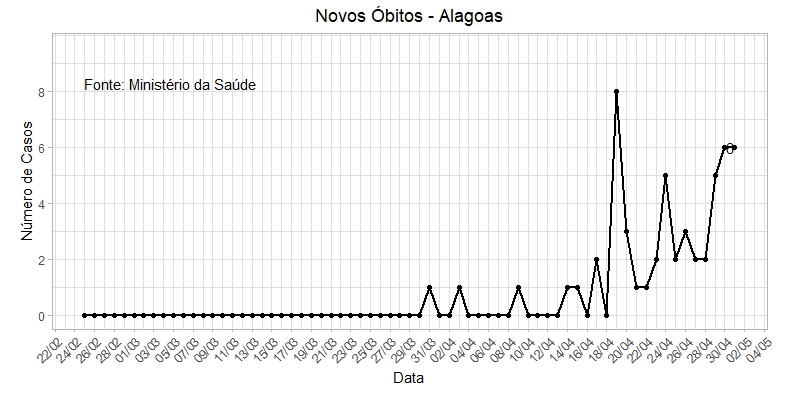 Novos Óbitos - Alagoas
Fonte: Ministério da Saúde
Número de Casos
8
6
4
2
0
6
22/02 24/02 26/02 28/02 01/03 03/03 05/03 07/03 09/03 11/03 13/03 15/03 17/03 19/03 21/03 23/03 25/03 27/03 29/03 31/03 02/04 04/04 06/04 08/04 10/04 12/04 14/04 16/04 18/04 20/04 22/04 24/04 26/04 28/04 30/04 02/05 04/05
Data